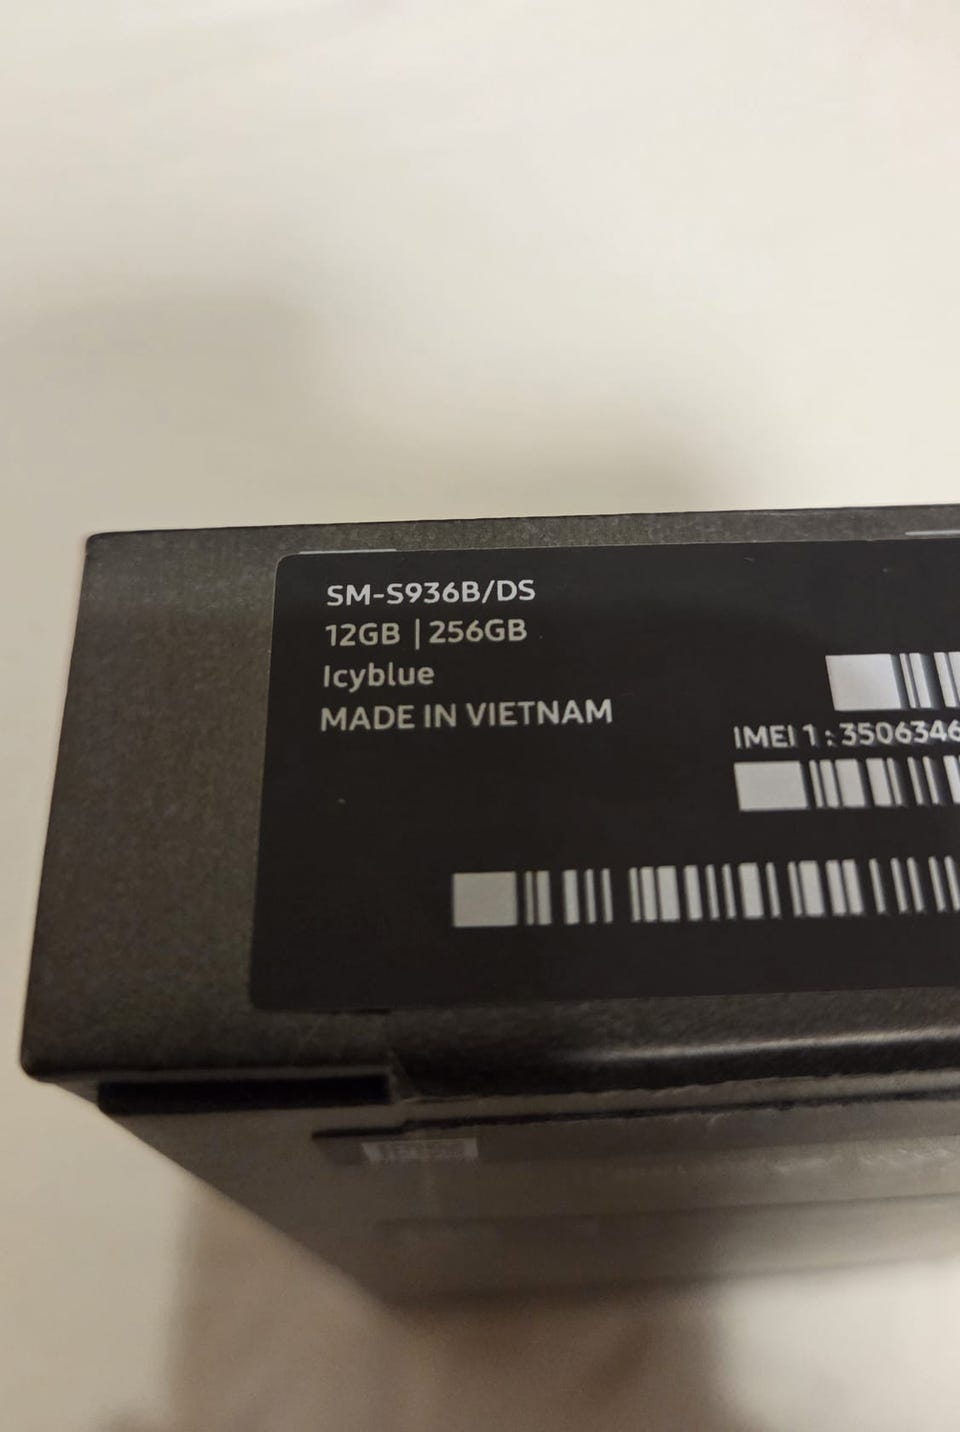 SM-S936B/DS
12GB | 256GB
Icyblue
MADE IN VIETNAM
IMEI 1 : 3506346